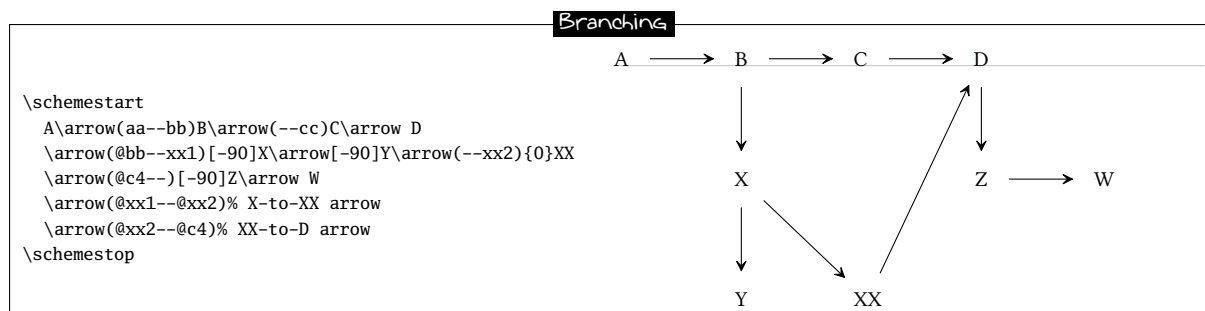 Branching
\schemestart
A\arrow(aa--bb)B\arrow(--cc)C\arrow D
\arrow(@bb--xx1)[-90]X\arrow[-90]Y\arrow(--xx2){0}XX
\arrow(@c4--)[-90]Z\arrow W
\arrow(@xx1--@xx2)% X-to-XX arrow
\arrow(@xx2--@c4)% XX-to-D arrow
\schemestop
A B C D
X Z W
Y XX